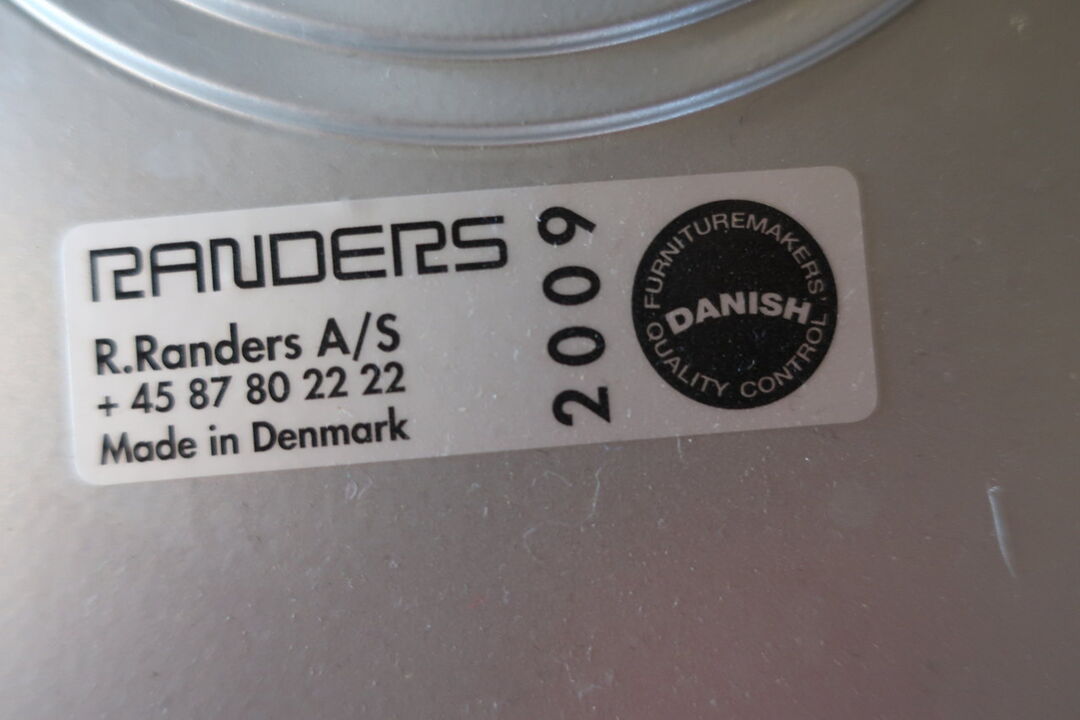 RANDERS
R.Randers A/S
+ 45 87 80 22 22
Made in Denmark
2009
FURNITUREMAKERS'
DANISH
QUALITY CONTROL